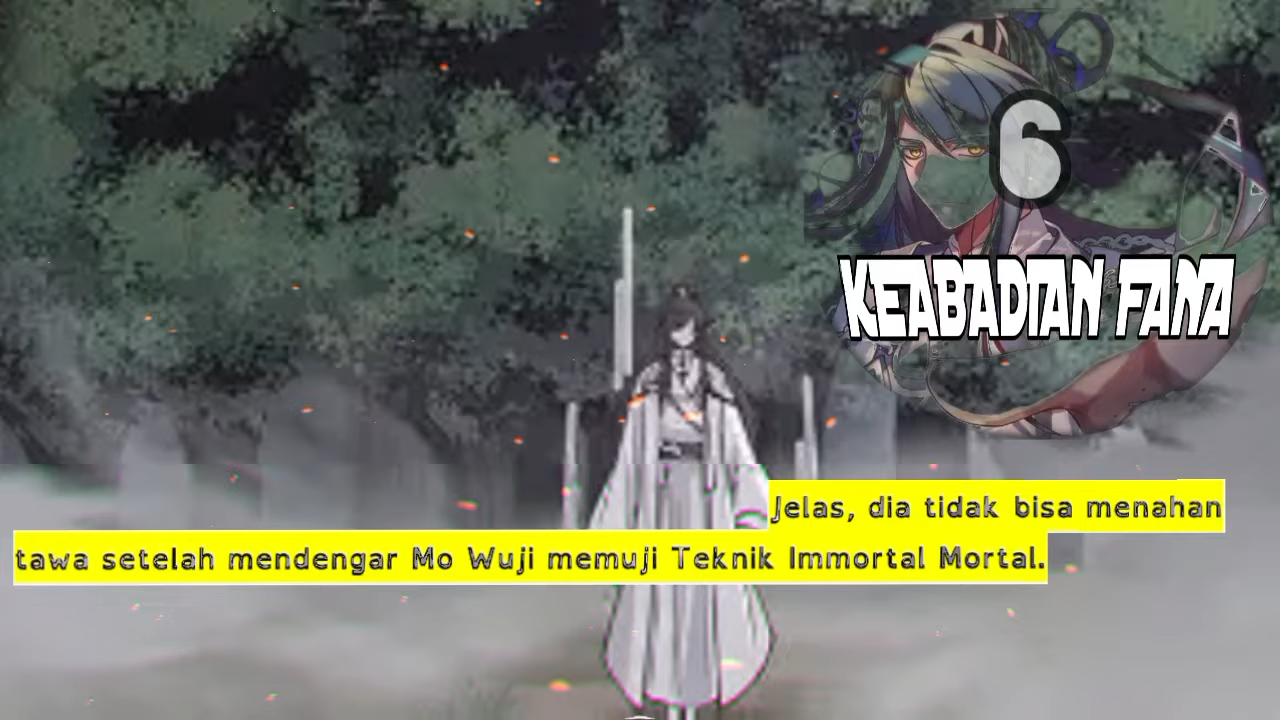 6
KEABADIAN FANA
Jelas, dia tidak bisa menahan
tawa setelah mendengar Mo Wuji memuji Teknik Immortal Mortal.